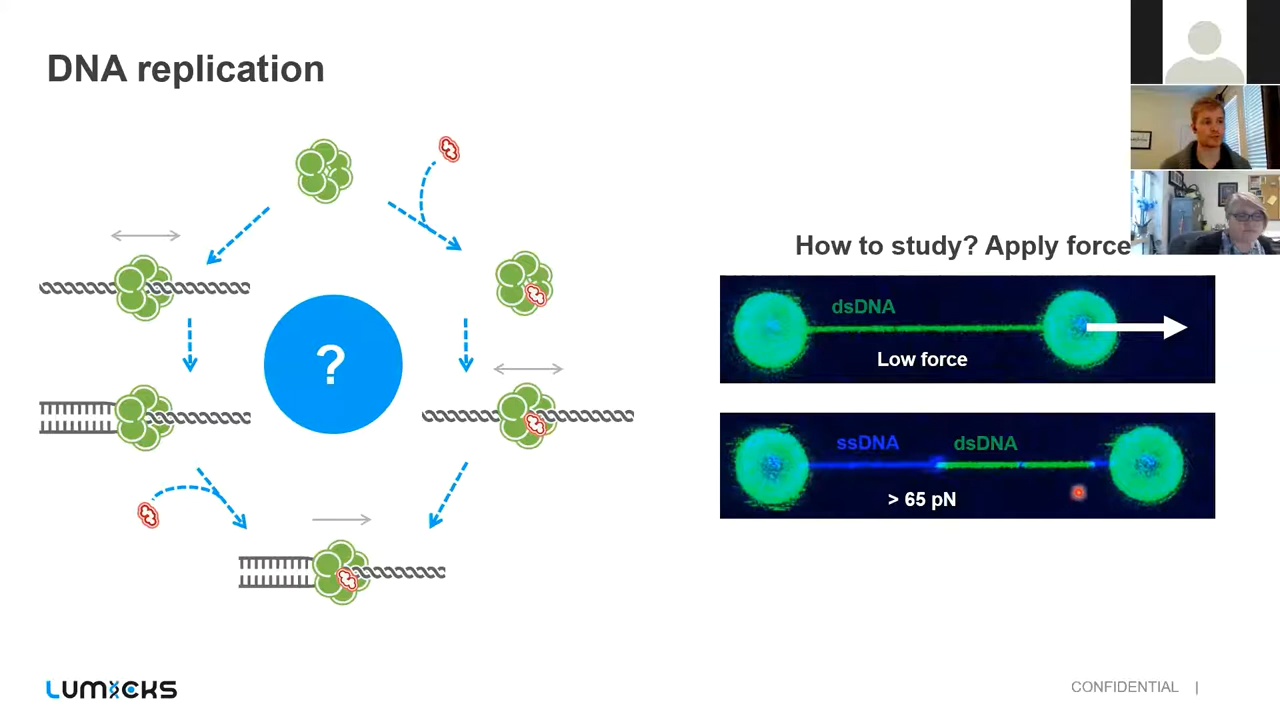 DNA replication
?
How to study? Apply force
dsDNA
Low force
ssDNA dsDNA
> 65 pN
LUMICKS
CONFIDENTIAL |